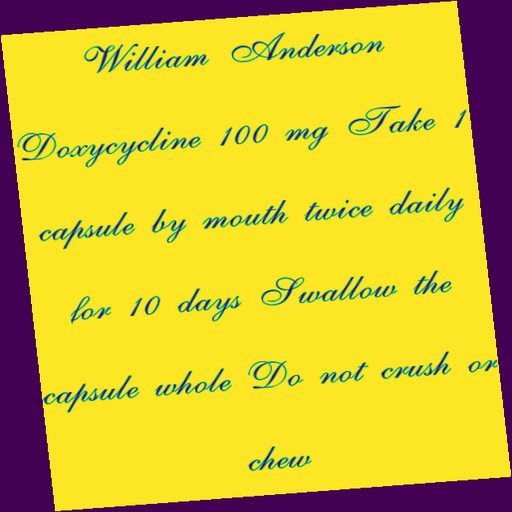 William Anderson
Doxycycline 100 mg Take 1
capsule by mouth twice daily
for 10 days Swallow the
capsule whole Do not crush or
chew